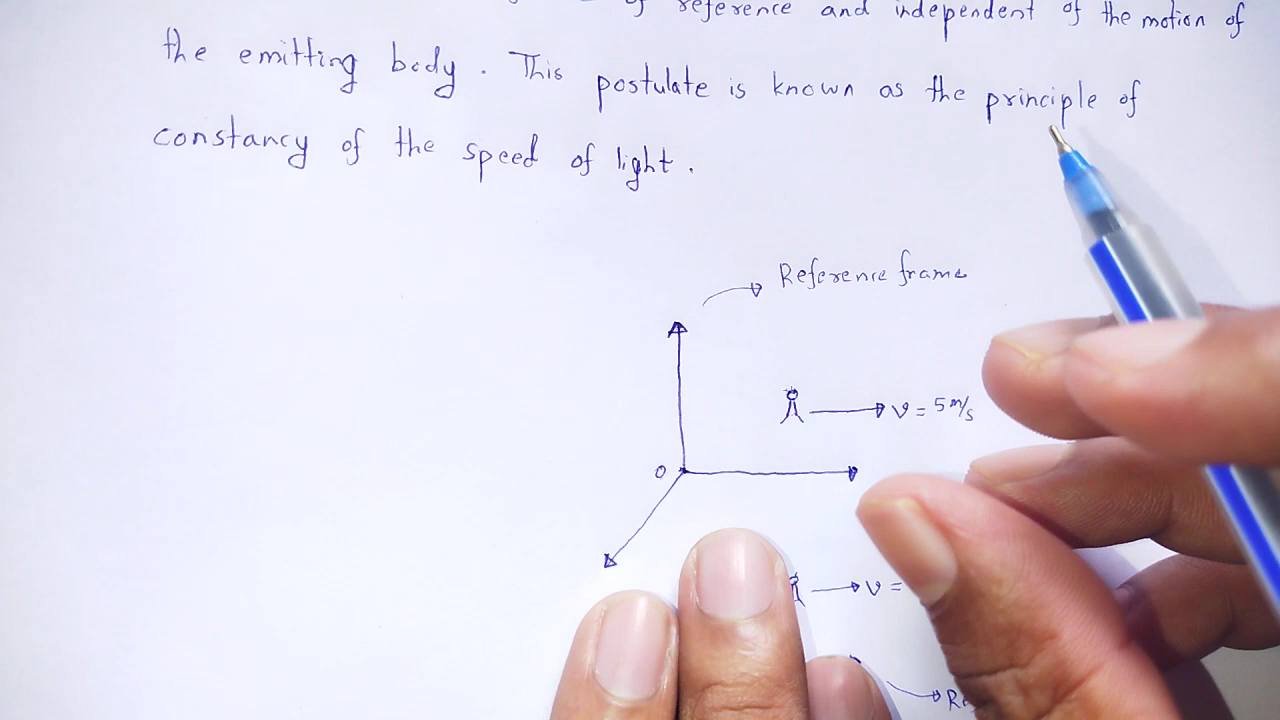 of reference and independent of the motion of
the emitting body. This postulate is known as the principle of
constancy of the speed of light.
Reference frame
v = 5 m/s
O
v =